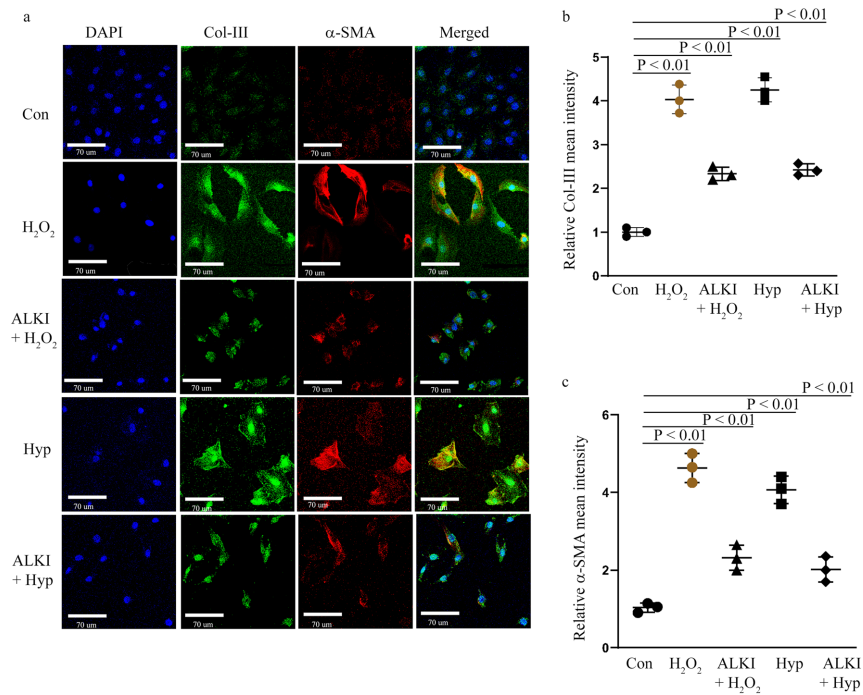 a
DAPI Col-III α-SMA Merged
Con
70 um 70 um 70 um 70 um
H₂O₂
70 um 70 um 70 um 70 um
ALKI
+ H₂O₂
70 um 70 um 70 um 70 um
Hyp
70 um 70 um 70 um 70 um
ALKI
+ Hyp
70 um 70 um 70 um 70 um
b
P < 0.01
P < 0.01
P < 0.01
P < 0.01
Relative Col-III mean intensity
5
4
3
2
1
0
Con H₂O₂ ALKI Hyp ALKI
+ H₂O₂ + Hyp
c
P < 0.01
P < 0.01
P < 0.01
P < 0.01
Relative α-SMA mean intensity
6
4
2
0
Con H₂O₂ ALKI Hyp ALKI
+ H₂O₂ + Hyp